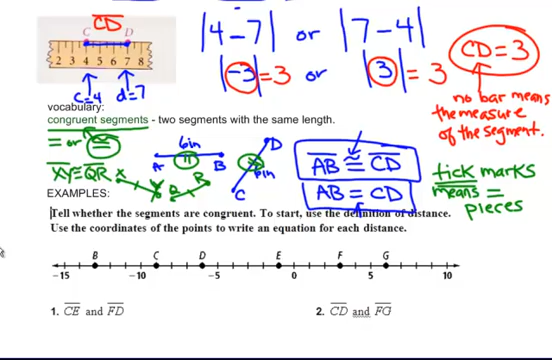 CD
C D
2 3 4 5 6 7 8
c=4 d=7
|4-7| or |7-4|
|-3|=3 or |3|=3
CD=3
no bar means
the measure
of the segment.
vocabulary:
congruent segments - two segments with the same length.
= or ≅
XY≅QR
X Y Q R
6in
A B
D
C
6in
AB ≅ CD
AB = CD
tick marks
means =
pieces
EXAMPLES:
Tell whether the segments are congruent. To start, use the definition of distance.
Use the coordinates of the points to write an equation for each distance.
B C D E F G
-15 -10 -5 0 5 10
1. CE and FD 2. CD and FG